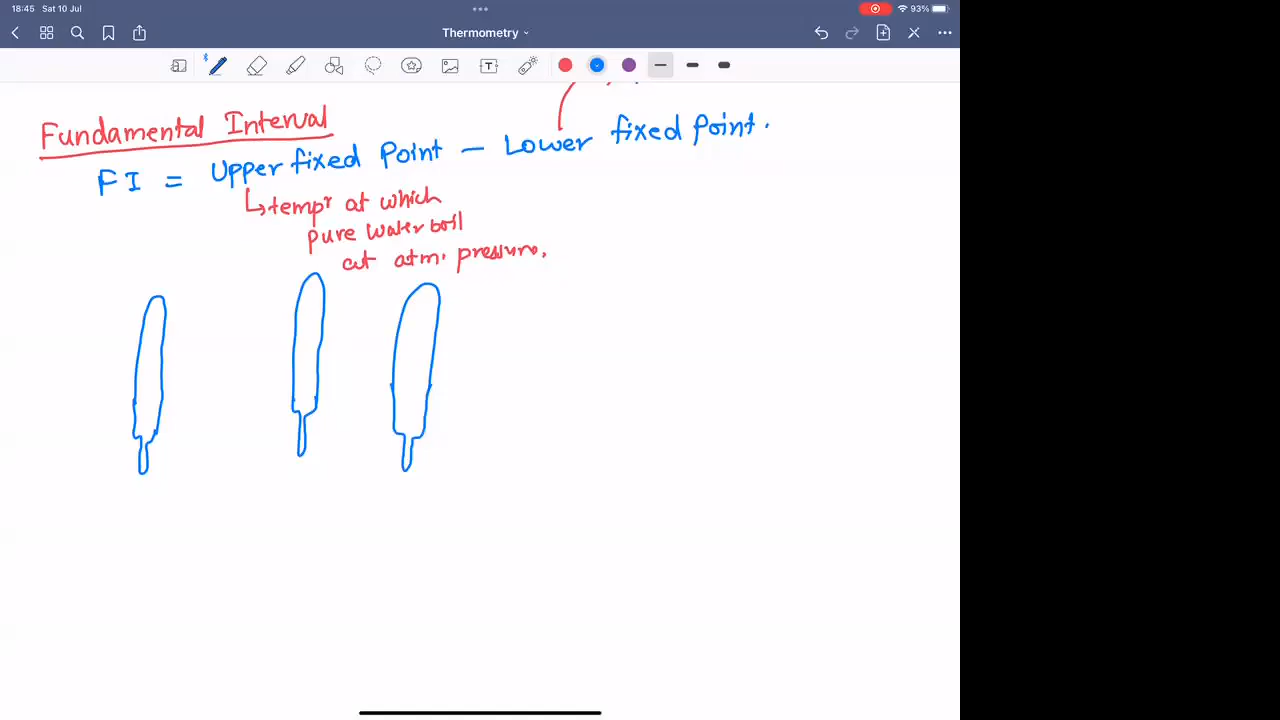 18:45 Sat 10 Jul
93%
Thermometry
T
Fundamental Interval
FI = Upper fixed Point - Lower fixed Point.
↳tempr at which
pure water boil
at atm. pressure.